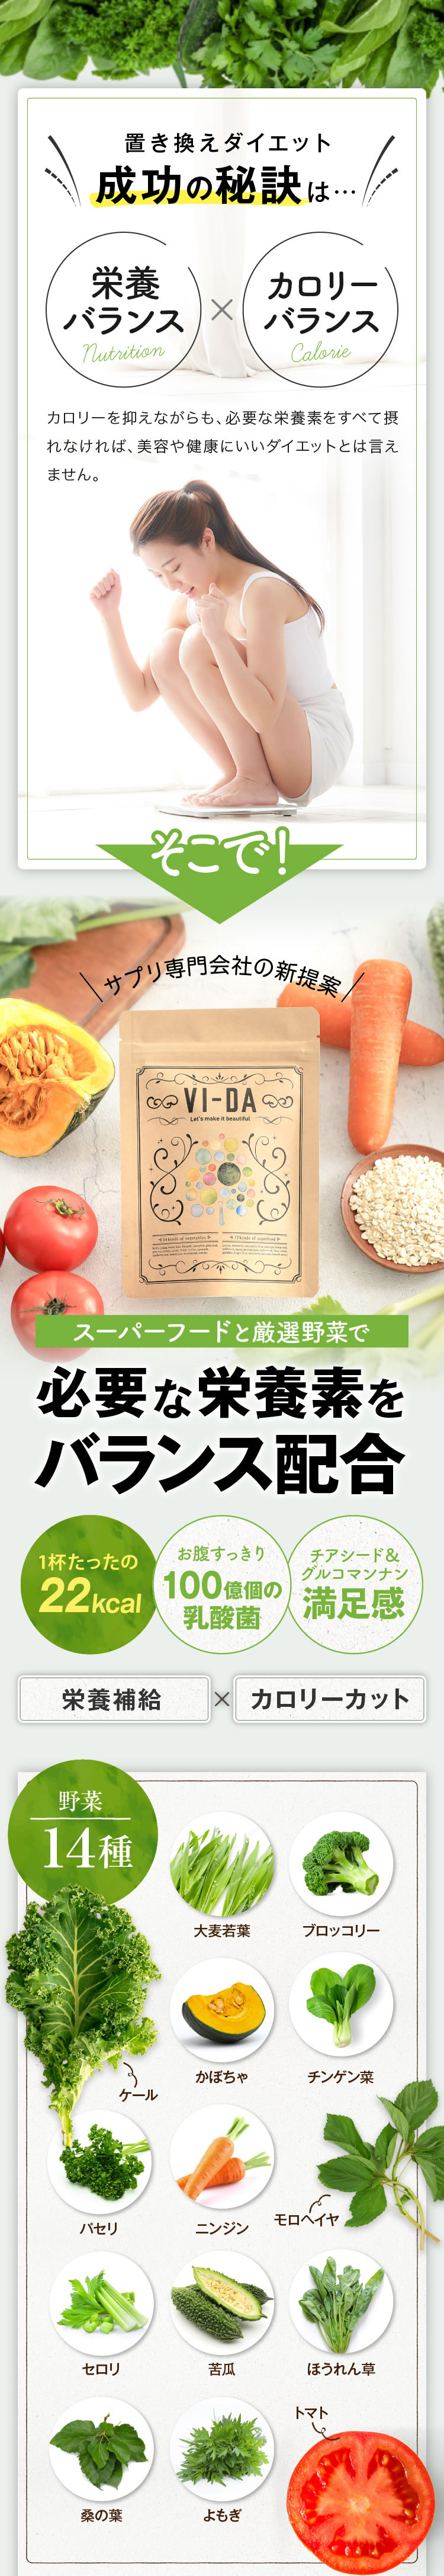 置き換えダイエット
成功の秘訣は…
栄養
バランス
Nutrition
×
カロリー
バランス
Calorie
カロリーを抑えながらも、必要な栄養素をすべて摂
れなければ、美容や健康にいいダイエットとは言え
ません。
そこで！
サプリ専門会社の新提案
VI-DA
Let's make it beautiful
スーパーフードと厳選野菜で
必要な栄養素を
バランス配合
1杯たったの
22kcal
お腹すっきり
100億個の
乳酸菌
チアシード&
グルコマンナン
満足感
栄養補給 × カロリーカット
野菜
14種
大麦若葉
ブロッコリー
ケール
かぼちゃ
チンゲン菜
パセリ
ニンジン
モロヘイヤ
セロリ
苦瓜
ほうれん草
トマト
桑の葉
よもぎ